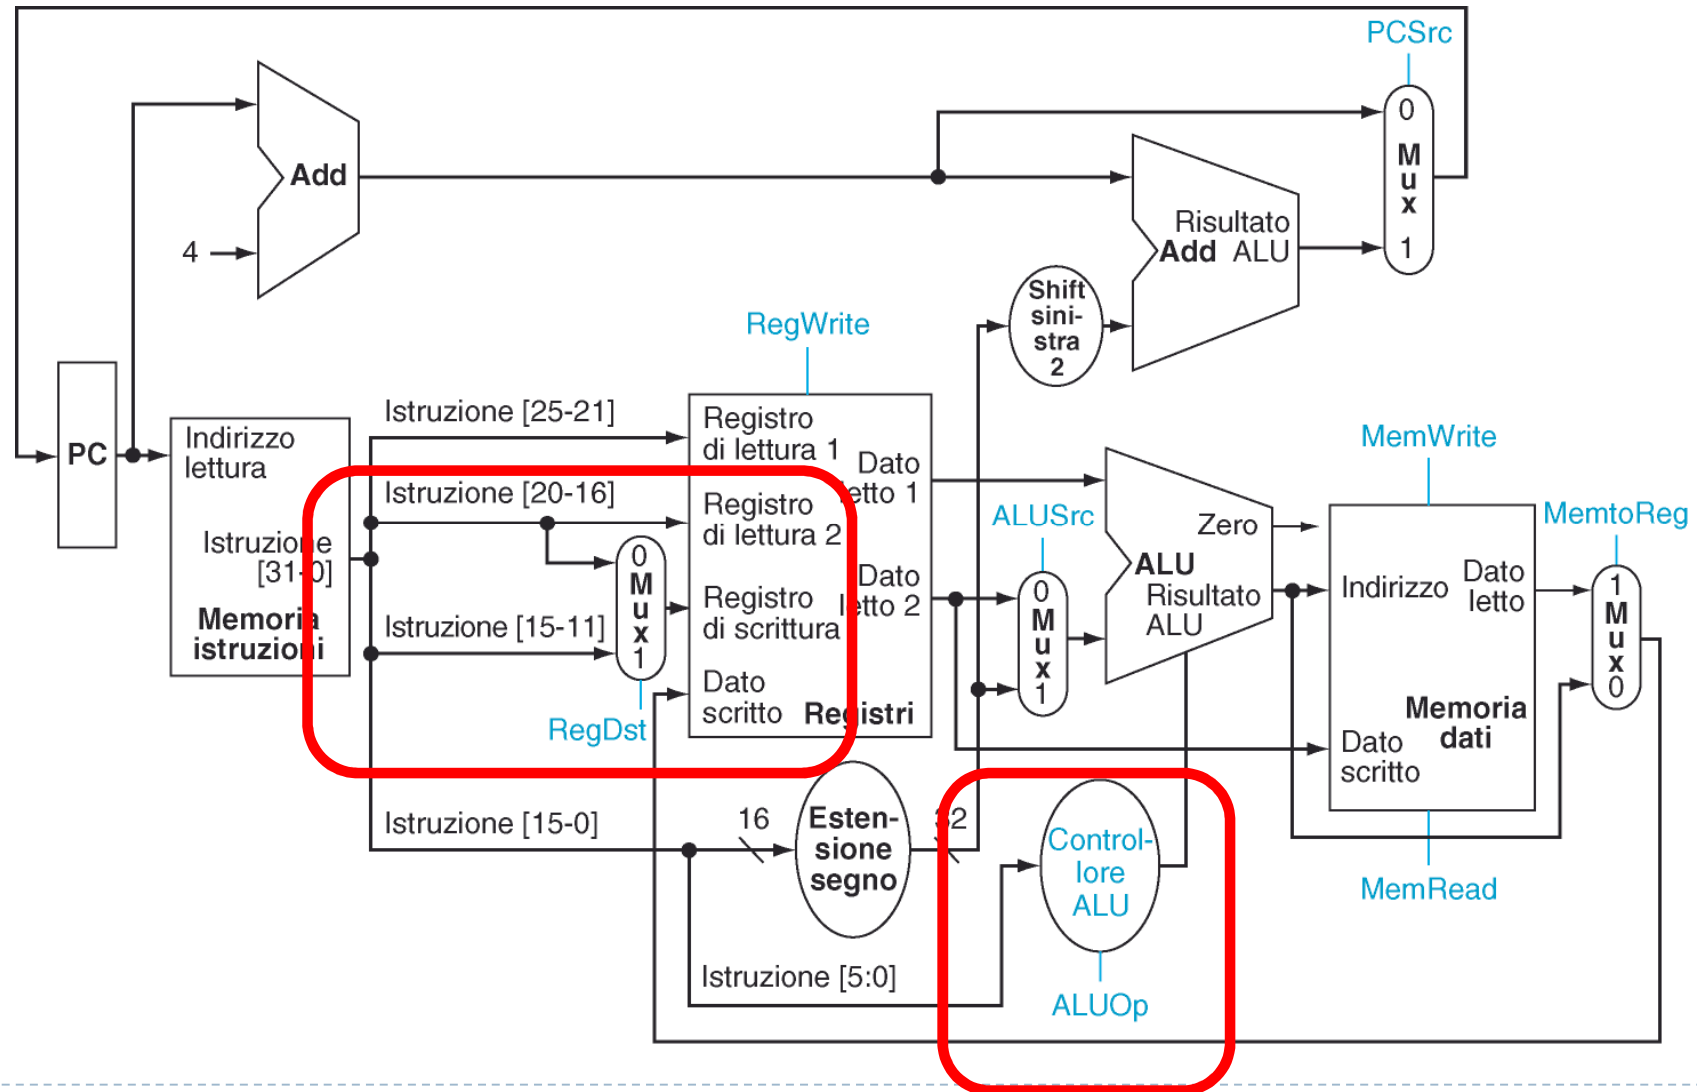 PCSrc
0
M
u
x
1
Add
4
Risultato
Add ALU
Shift
sini-
stra
2
RegWrite
PC
Indirizzo
lettura
Istruzione
[31-0]
Memoria
istruzioni
Istruzione [25-21]
Istruzione [20-16]
Istruzione [15-11]
0
M
u
x
1
RegDst
Registro
di lettura 1
Registro
di lettura 2
Registro
di scrittura
Dato
scritto
Dato
letto 1
Dato
letto 2
Registri
ALUSrc
0
M
u
x
1
Zero
ALU
Risultato
ALU
MemWrite
Indirizzo
Dato
letto
Memoria
dati
Dato
scritto
MemRead
MemtoReg
1
M
u
x
0
Istruzione [15-0]
16
Esten-
sione
segno
32
Control-
lore
ALU
Istruzione [5:0]
ALUOp